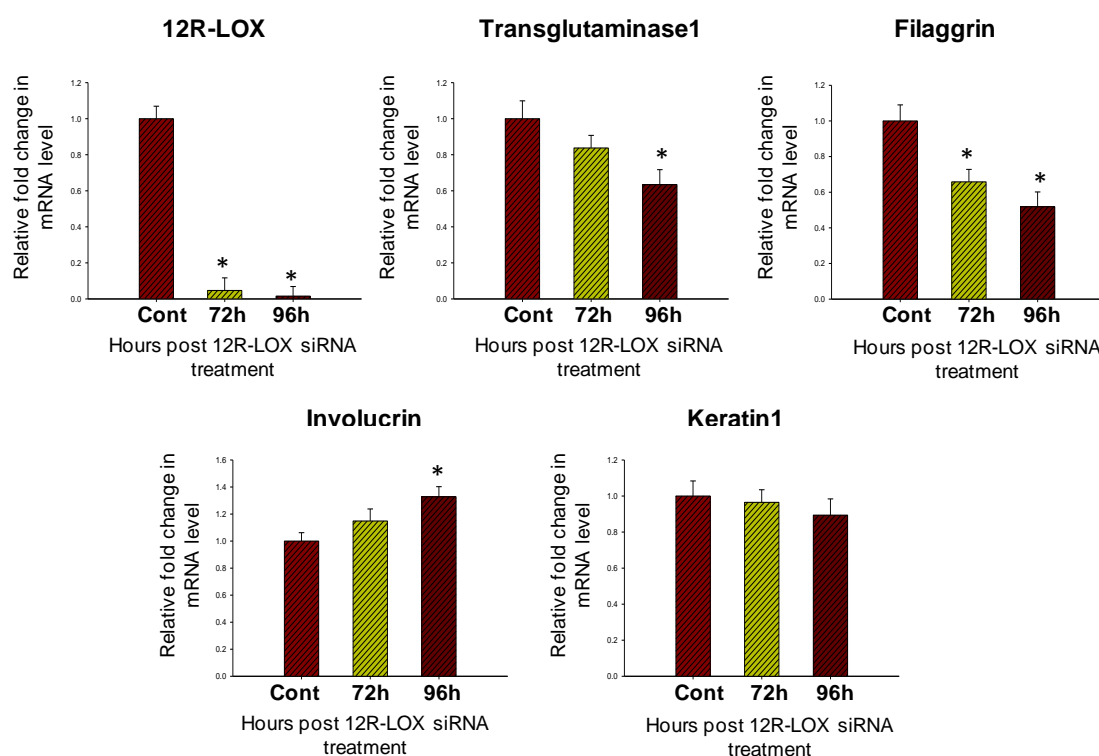 12R-LOX
Relative fold change in
mRNA level
1.2
1.0
0.8
0.6
0.4
0.2
0.0
*
*
Cont 72h 96h
Hours post 12R-LOX siRNA
treatment
Transglutaminase1
Relative fold change in
mRNA level
1.2
1.0
0.8
0.6
0.4
0.2
0.0
*
Cont 72h 96h
Hours post 12R-LOX siRNA
treatment
Filaggrin
Relative fold change in
mRNA level
1.2
1.0
0.8
0.6
0.4
0.2
0.0
*
*
Cont 72h 96h
Hours post 12R-LOX siRNA
treatment
Involucrin
Relative fold change in
mRNA level
1.6
1.4
1.2
1.0
0.8
0.6
0.4
0.2
0.0
*
Cont 72h 96h
Hours post 12R-LOX siRNA
treatment
Keratin1
Relative fold change in
mRNA level
1.2
1.0
0.8
0.6
0.4
0.2
0.0
Cont 72h 96h
Hours post 12R-LOX siRNA
treatment